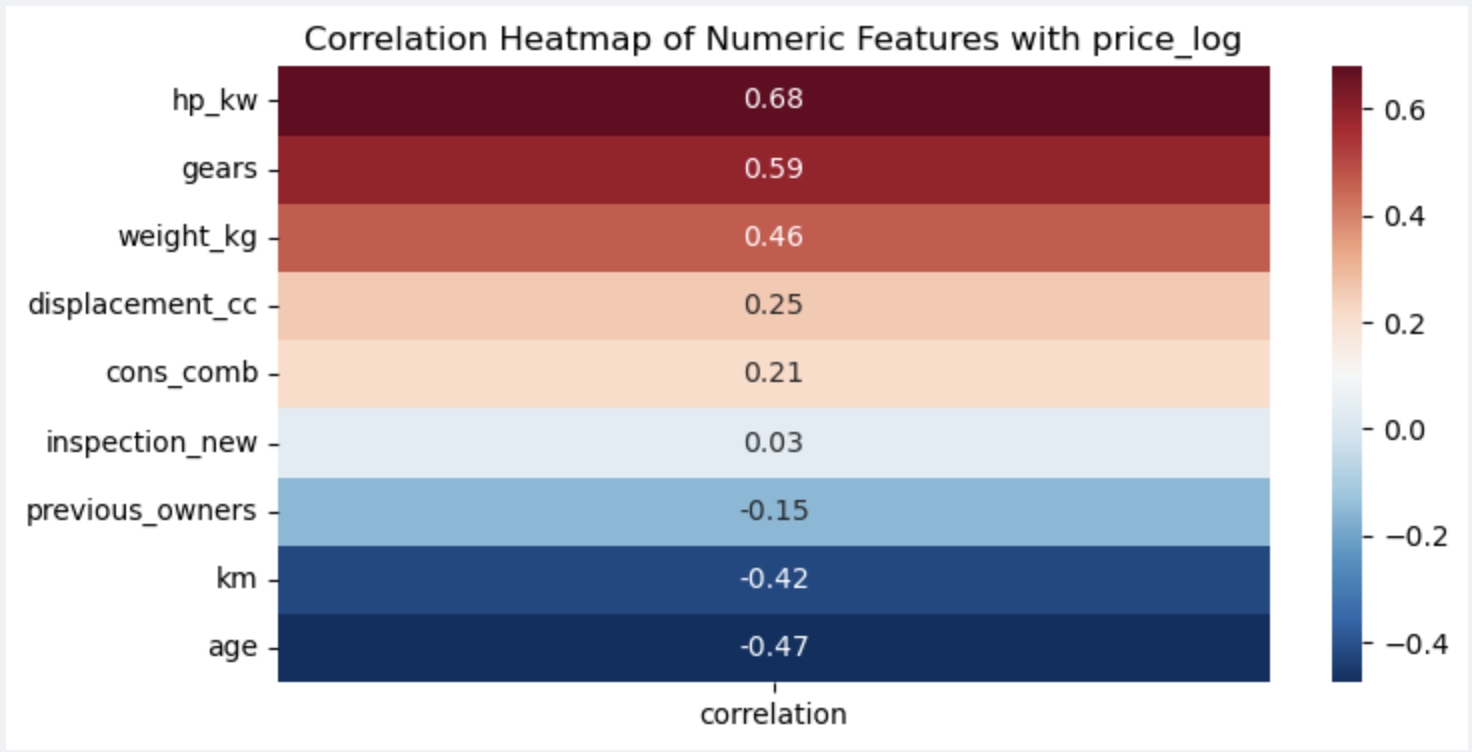 Correlation Heatmap of Numeric Features with price_log
hp_kw 0.68
gears 0.59
weight_kg 0.46
displacement_cc 0.25
cons_comb 0.21
inspection_new 0.03
previous_owners -0.15
km -0.42
age -0.47
correlation
0.6
0.4
0.2
0.0
−0.2
−0.4